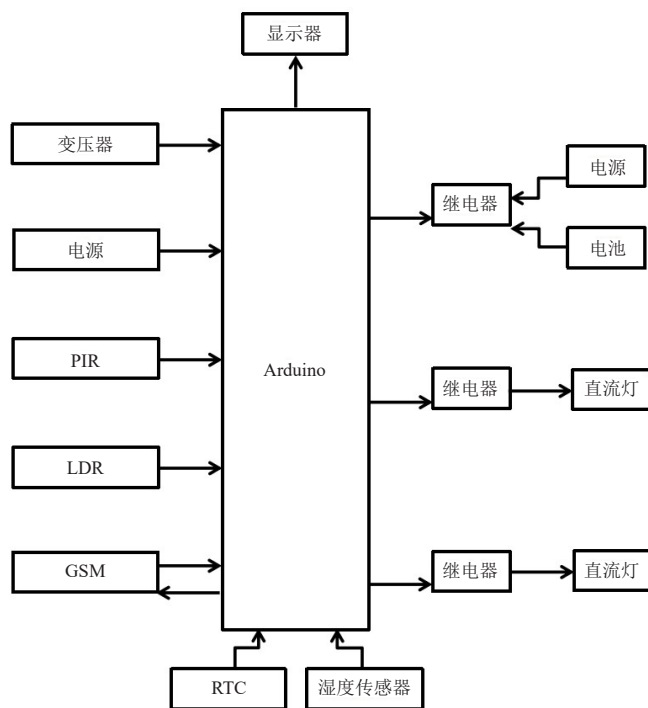 显示器
变压器
电源
PIR
LDR
GSM
Arduino
继电器
电源
电池
继电器
直流灯
继电器
直流灯
RTC
湿度传感器